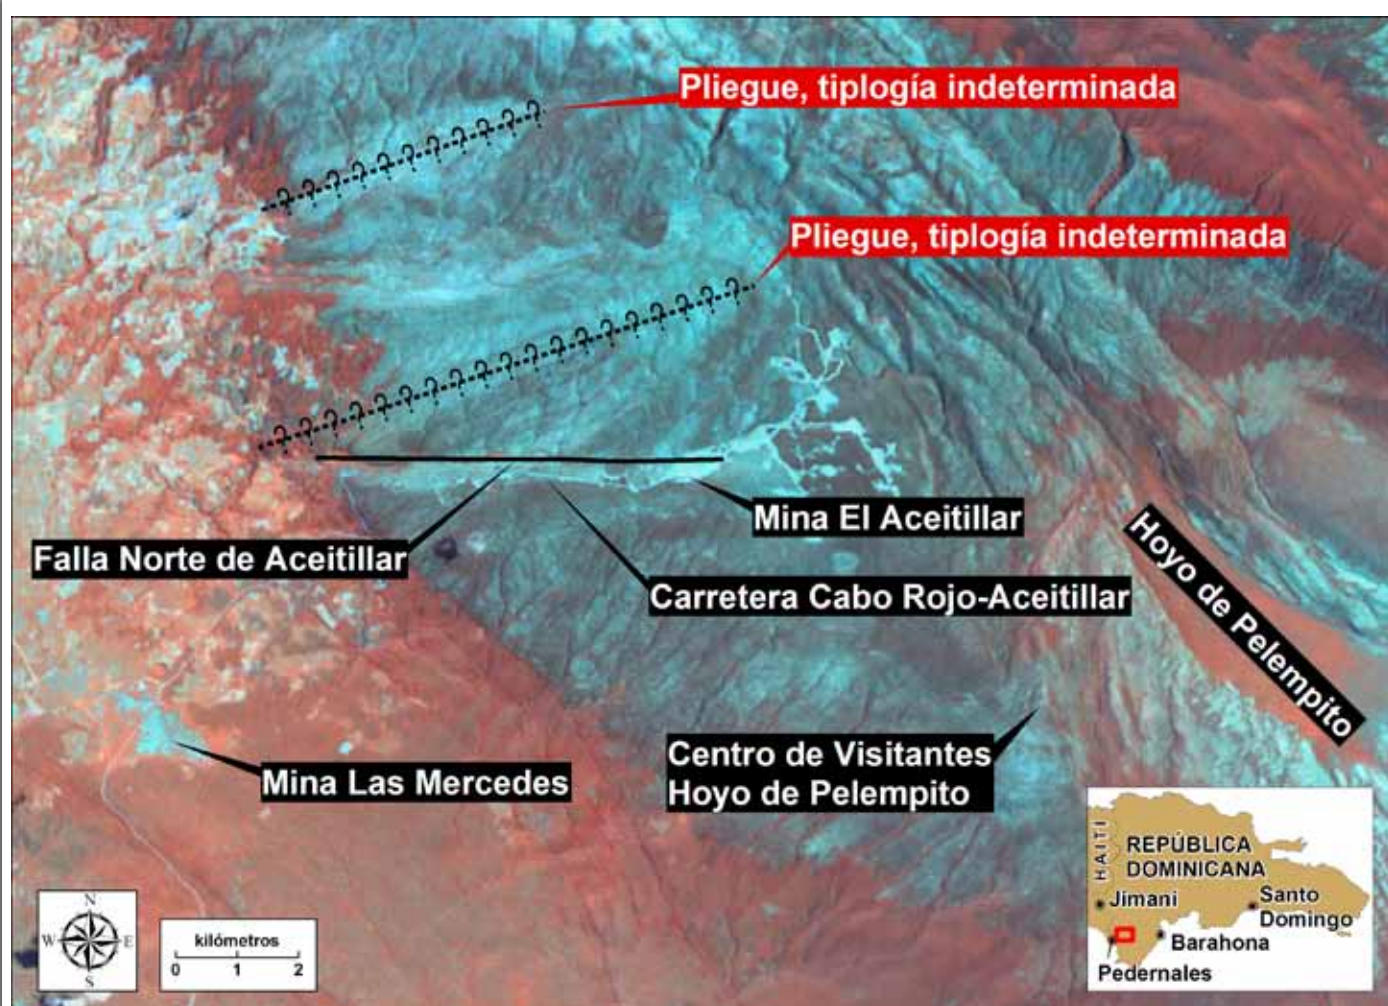 Pliegue, tiplogía indeterminada
Pliegue, tiplogía indeterminada
Mina El Aceitillar
Falla Norte de Aceitillar
Carretera Cabo Rojo-Aceitillar
Hoyo de Pelempito
Centro de Visitantes
Hoyo de Pelempito
Mina Las Mercedes
N
W E
S
kilómetros
0 1 2
HAITÍ
REPÚBLICA
DOMINICANA
Jimaní
Santo
Domingo
Barahona
Pedernales